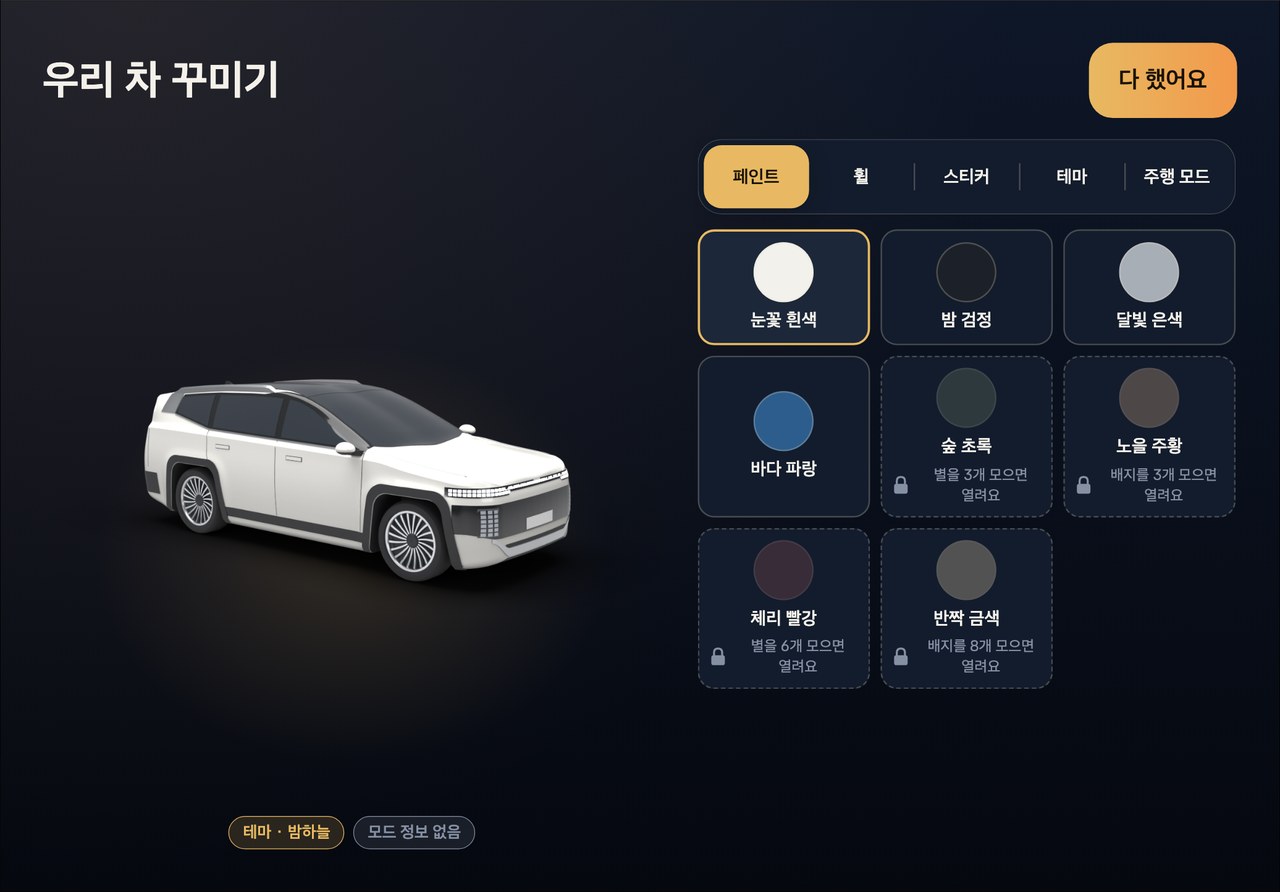 우리 차 꾸미기
다 했어요
페인트
휠
스티커
테마
주행 모드
눈꽃 흰색
밤 검정
달빛 은색
바다 파랑
숲 초록
별을 3개 모으면
열려요
노을 주황
배지를 3개 모으면
열려요
체리 빨강
별을 6개 모으면
열려요
반짝 금색
배지를 8개 모으면
열려요
테마 · 밤하늘
모드 정보 없음